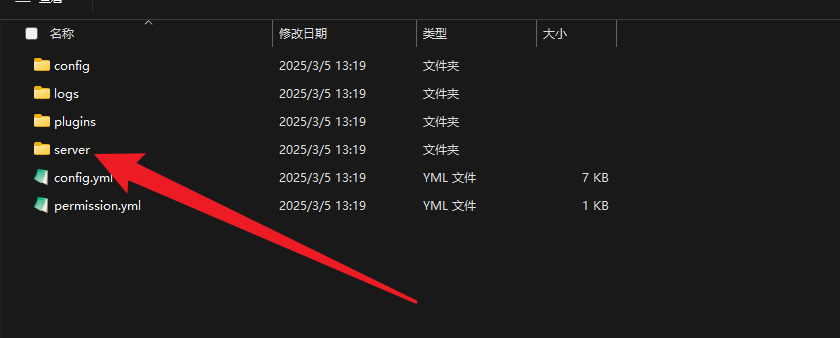 名称 修改日期 类型 大小
config 2025/3/5 13:19 文件夹
logs 2025/3/5 13:19 文件夹
plugins 2025/3/5 13:19 文件夹
server 2025/3/5 13:19 文件夹
config.yml 2025/3/5 13:19 YML 文件 7 KB
permission.yml 2025/3/5 13:19 YML 文件 1 KB